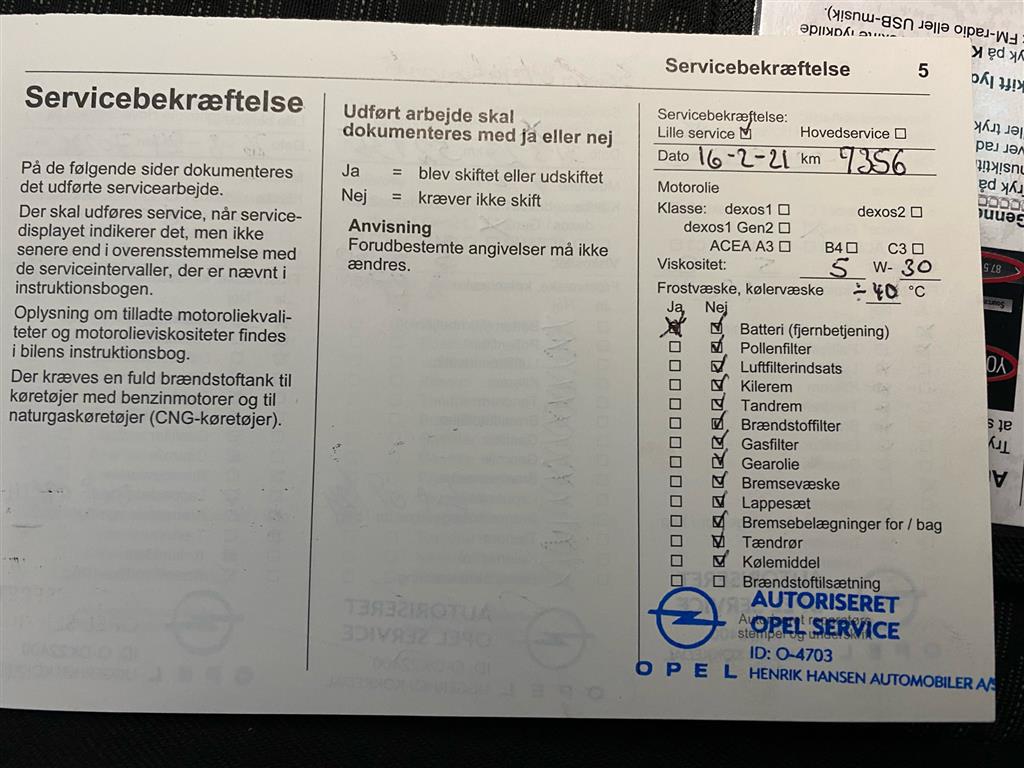 Servicebekræftelse 5
Servicebekræftelse
På de følgende sider dokumenteres
det udførte servicearbejde.
Der skal udføres service, når service-
displayet indikerer det, men ikke
senere end i overensstemmelse med
de serviceintervaller, der er nævnt i
instruktionsbogen.
Oplysning om tilladte motoroliekvali-
teter og motorolieviskositeter findes
i bilens instruktionsbog.
Der kræves en fuld brændstoftank til
køretøjer med benzinmotorer og til
naturgaskøretøjer (CNG-køretøjer).
Udført arbejde skal
dokumenteres med ja eller nej
Ja = blev skiftet eller udskiftet
Nej = kræver ikke skift
Anvisning
Forudbestemte angivelser må ikke
ændres.
Servicebekræftelse:
Lille service ☑ Hovedservice ☐
Dato 16-2-21 km 9356
Motorolie
Klasse: dexos1 ☐ dexos2 ☐
dexos1 Gen2 ☐
ACEA A3 ☐ B4 ☐ C3 ☐
Viskositet: 5 W- 30
Frostvæske, kølervæske ÷40 °C
Ja Nej
Batteri (fjernbetjening)
☐ ☑ Pollenfilter
☐ ☑ Luftfilterindsats
☐ ☑ Kilerem
☐ ☑ Tandrem
☐ ☑ Brændstoffilter
☐ ☑ Gasfilter
☐ ☑ Gearolie
☐ ☑ Bremsevæske
☐ ☑ Lappesæt
☐ ☑ Bremsebelægninger for / bag
☐ ☑ Tændrør
☐ ☑ Kølemiddel
☐ ☐ Brændstoftilsætning
AUTORISERET
OPEL SERVICE
ID: O-4703
OPEL HENRIK HANSEN AUTOMOBILER A/S
FM-radio eller USB-musik).